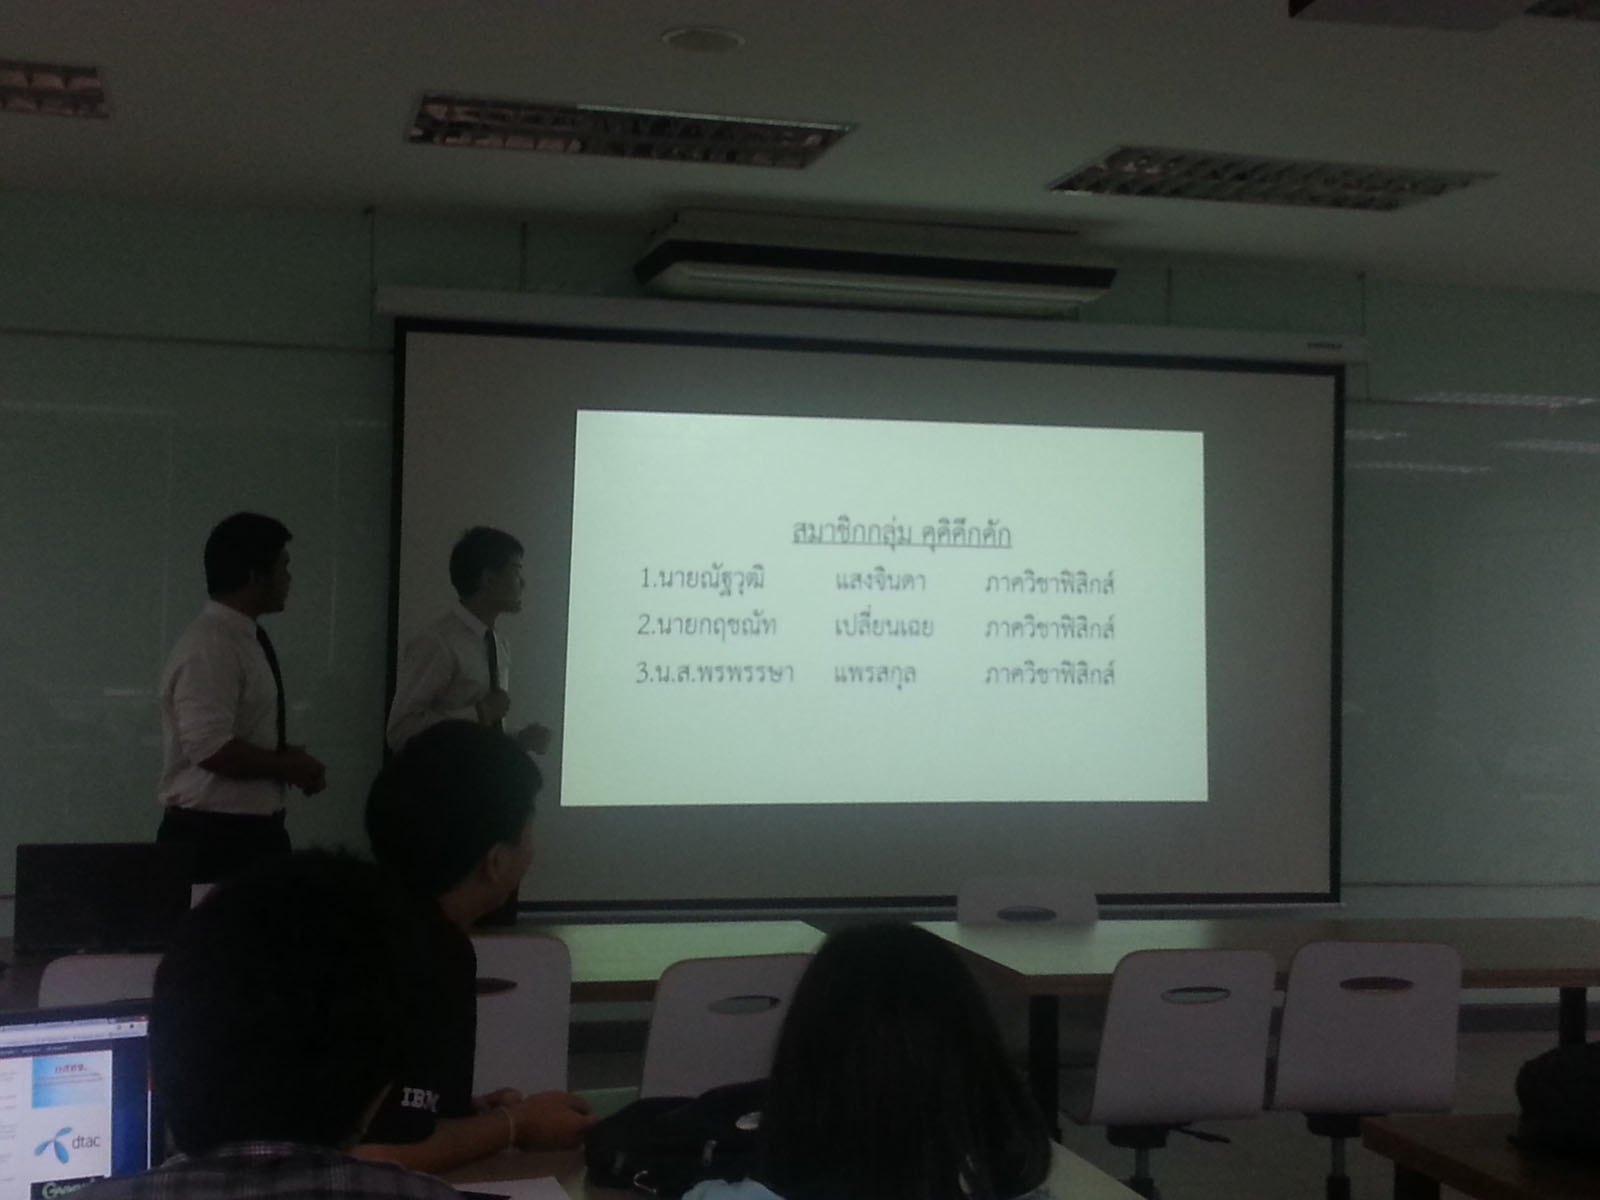 สมาชิกกลุ่ม คุคิคึกคัก
1.นายณัฐวุฒิ แสงจินดา ภาควิชาฟิสิกส์
2.นายกฤชณัท เปลี่ยนเฉย ภาควิชาฟิสิกส์
3.น.ส.พรพรรษา แพรสกุล ภาควิชาฟิสิกส์
IBM
กสทช.
dtac